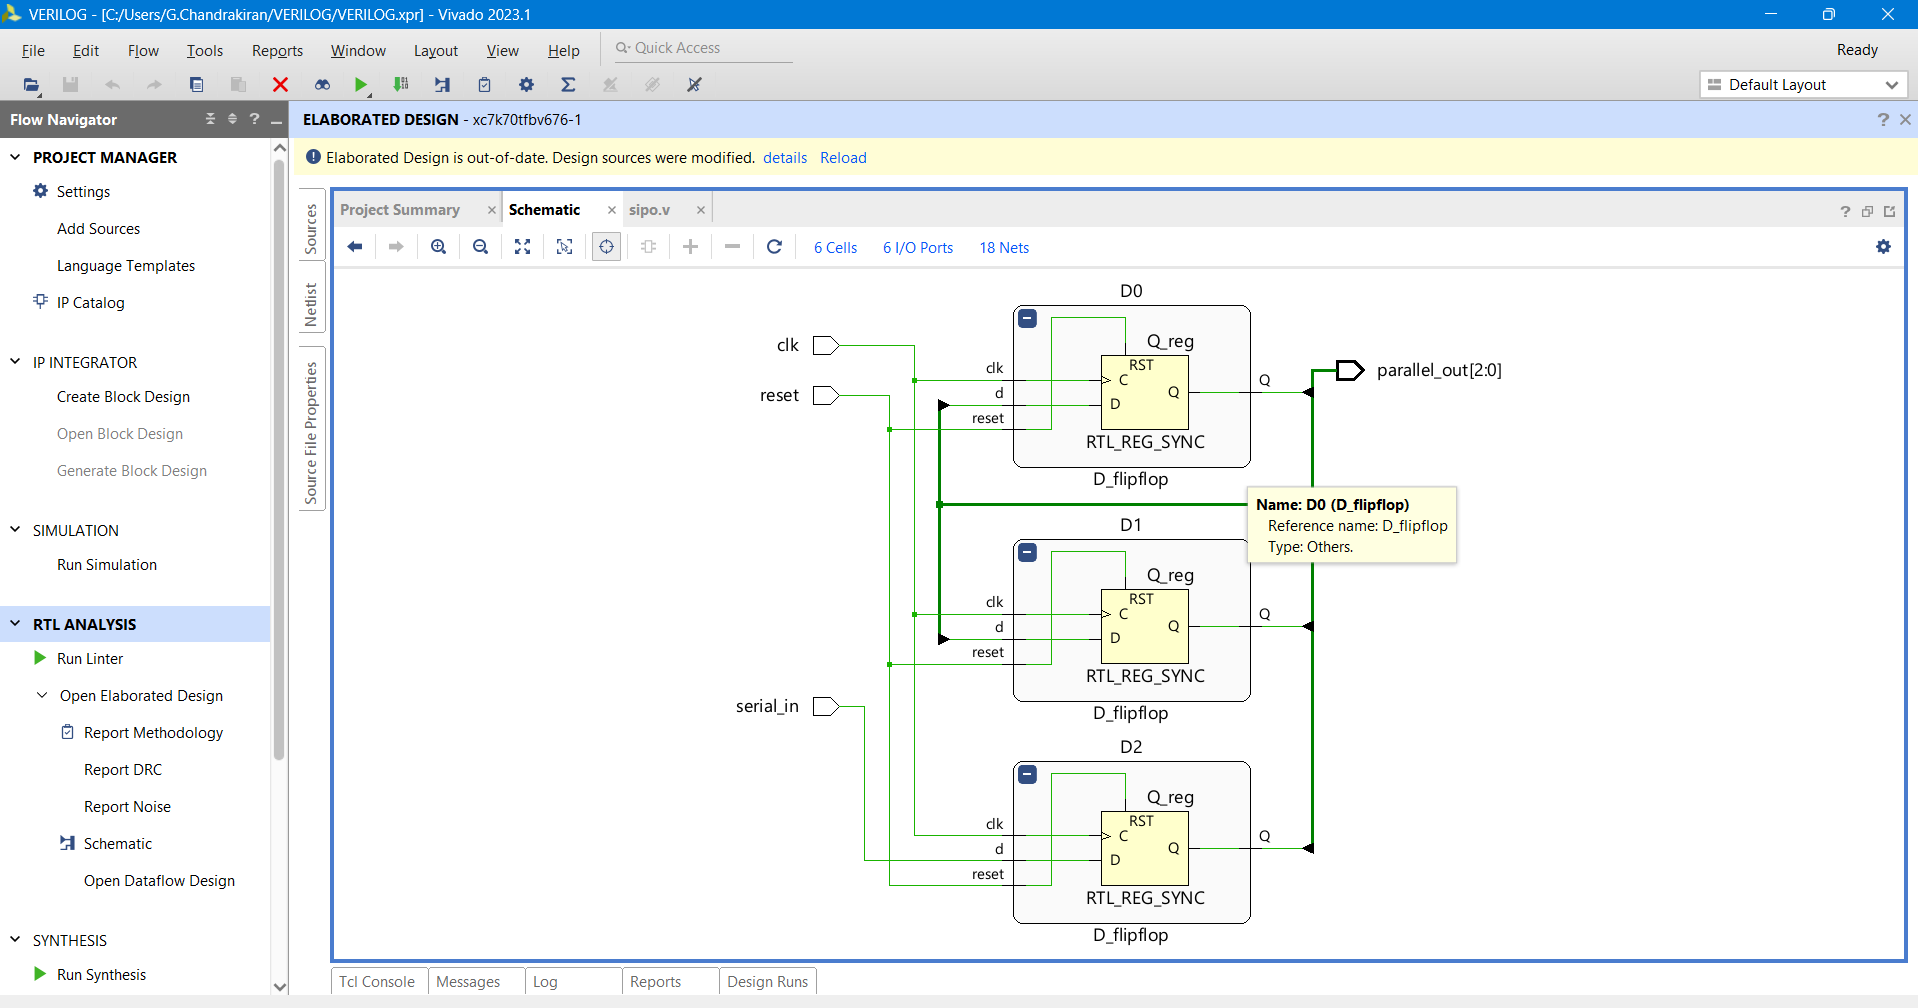 VERILOG - [C:/Users/G.Chandrakiran/VERILOG/VERILOG.xpr] - Vivado 2023.1
File Edit Flow Tools Reports Window Layout View Help Quick Access Ready
Default Layout
Flow Navigator ? _
ELABORATED DESIGN - xc7k70tfbv676-1
Elaborated Design is out-of-date. Design sources were modified. details Reload
PROJECT MANAGER
Settings
Add Sources
Language Templates
IP Catalog
IP INTEGRATOR
Create Block Design
Open Block Design
Generate Block Design
SIMULATION
Run Simulation
RTL ANALYSIS
Run Linter
Open Elaborated Design
Report Methodology
Report DRC
Report Noise
Schematic
Open Dataflow Design
SYNTHESIS
Run Synthesis
Sources
Netlist
Source File Properties
Project Summary
Schematic
sipo.v
6 Cells 6 I/O Ports 18 Nets
clk
reset
serial_in
D0
Q_reg
clk
d
reset
RST
C
D
Q
Q
RTL_REG_SYNC
D_flipflop
parallel_out[2:0]
Name: D0 (D_flipflop)
Reference name: D_flipflop
Type: Others.
D1
Q_reg
clk
d
reset
RST
C
D
Q
Q
RTL_REG_SYNC
D_flipflop
D2
Q_reg
clk
d
reset
RST
C
D
Q
Q
RTL_REG_SYNC
D_flipflop
Tcl Console Messages Log Reports Design Runs